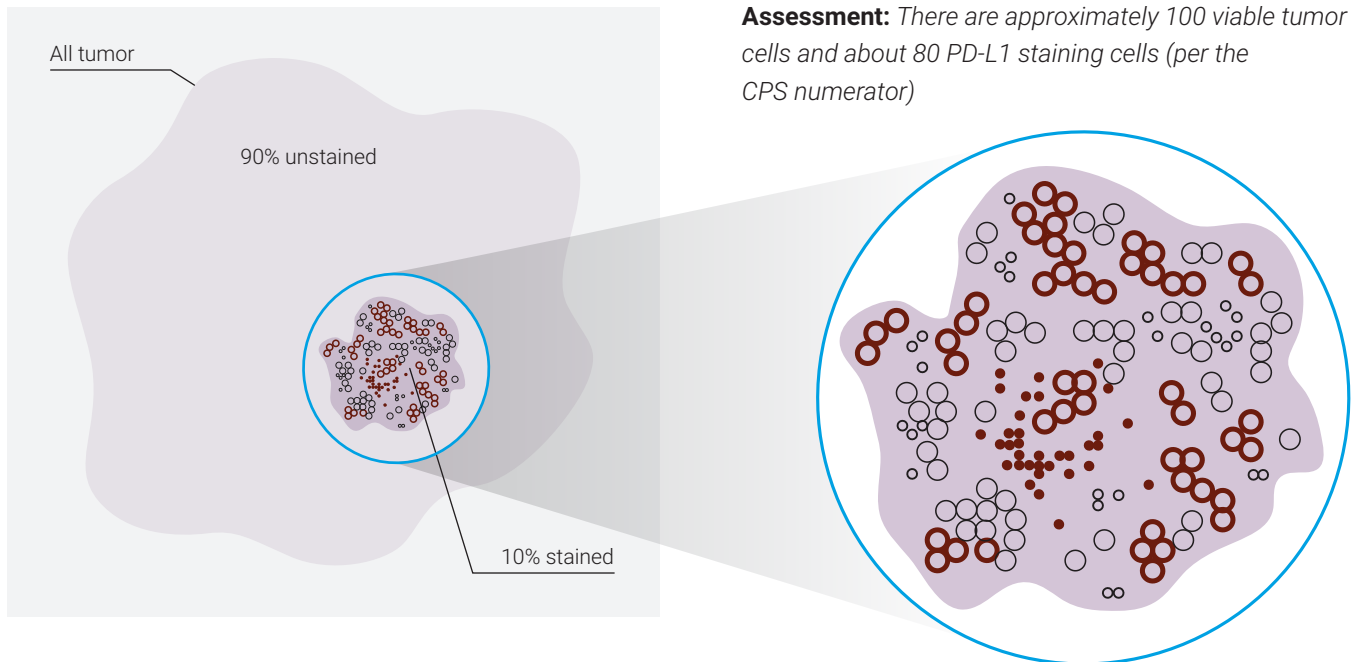 Assessment: There are approximately 100 viable tumor
cells and about 80 PD-L1 staining cells (per the
CPS numerator)
All tumor
90% unstained
10% stained